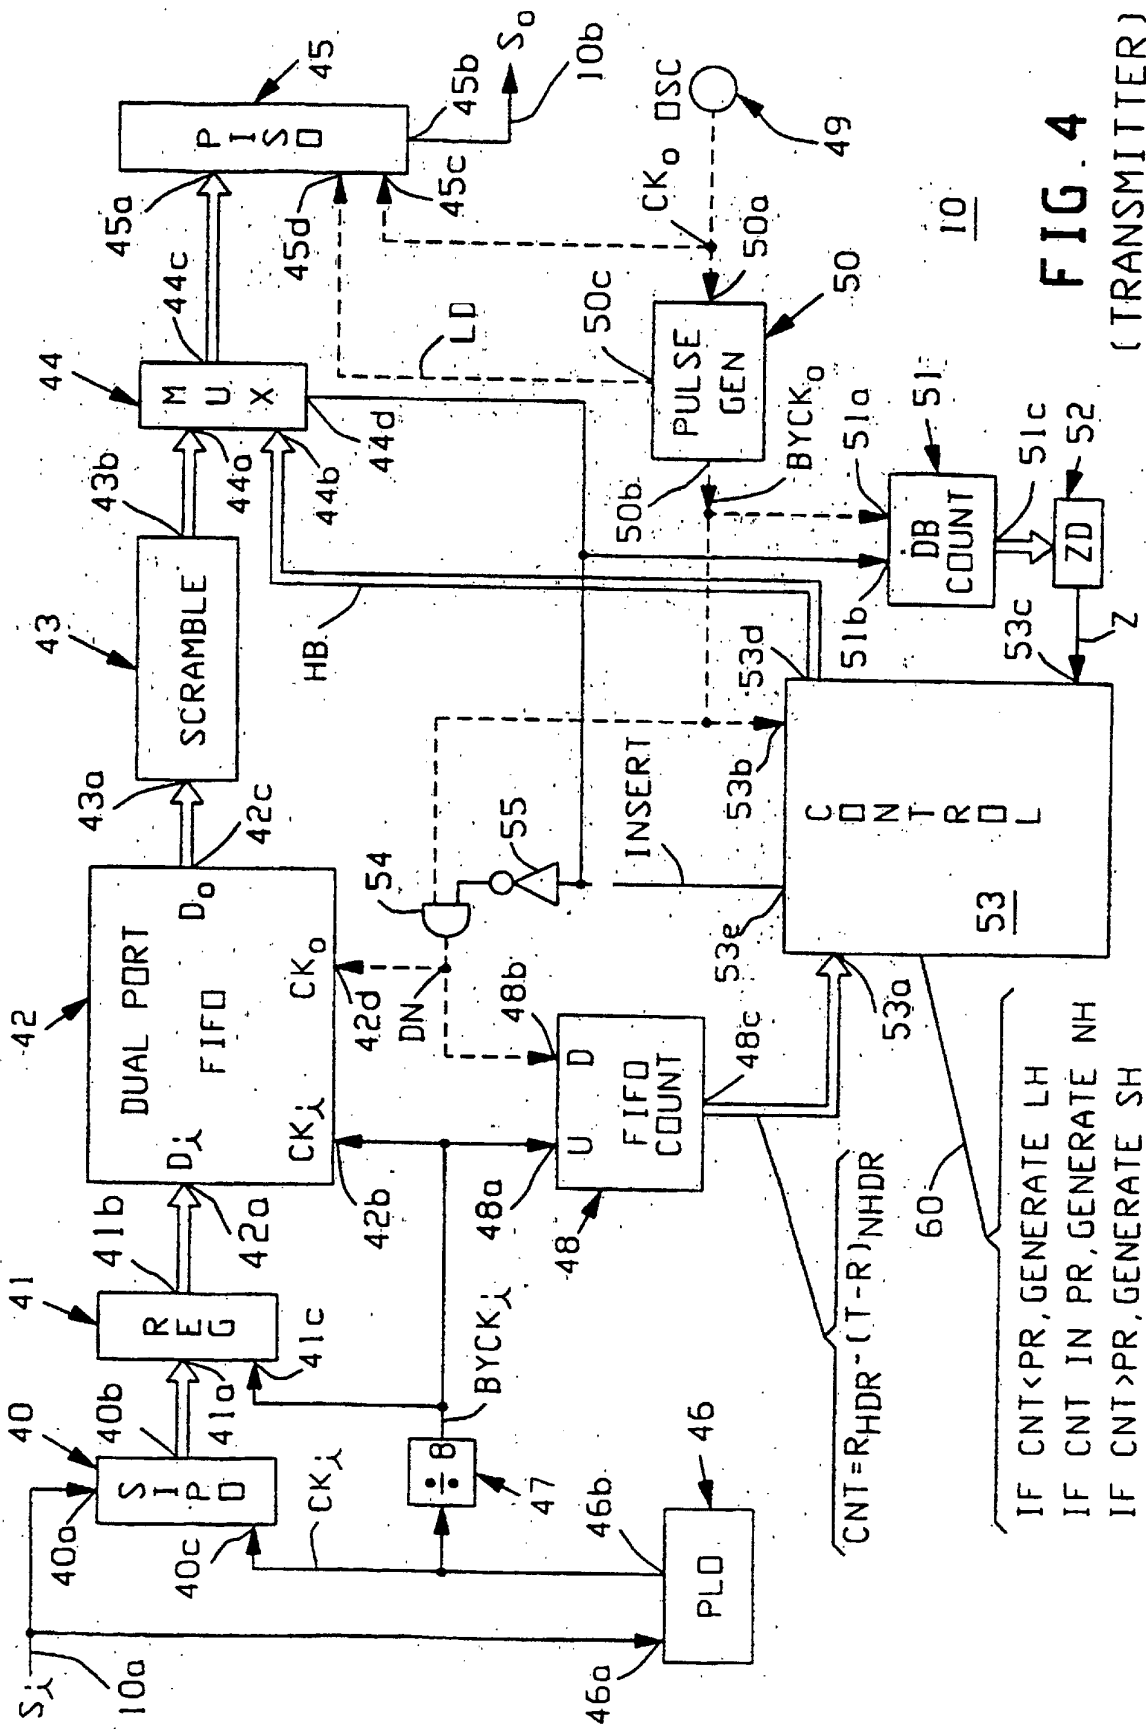 S_i
10a
40a
40
S I P O
40b
40c
41
R E G
41a
41b
41c
42
DUAL PORT
FIFO
D_i
D_o
CK_i
CK_o
42a
42b
42c
42d
43
SCRAMBLE
43a
43b
44
M U X
44a
44b
44c
44d
45
P I S O
45a
45b
45c
45d
S_o
10b
46a
PLO
46
46b
CK_i
÷8
47
BYCK_i
48
48a
48b
U D
FIFO
COUNT
48c
DN
54
55
HB
LD
CK_o OSC
49
50a
PULSE
GEN
50
50b
50c
BYCK_o
51a
51
DB
COUNT
51b
51c
52
ZD
Z
INSERT
53a
53b
53c
53d
53e
CONTROL
53
60
CNT=R_HDR-(T-R)_NHDR
IF CNT<PR, GENERATE LH
IF CNT IN PR, GENERATE NH
IF CNT>PR, GENERATE SH
10
FIG. 4
(TRANSMITTER)